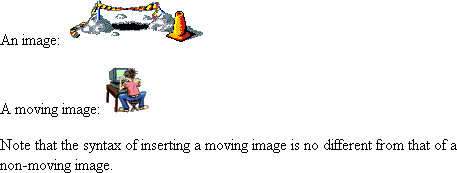 An image:
A moving image:
Note that the syntax of inserting a moving image is no different from that of a
non-moving image.